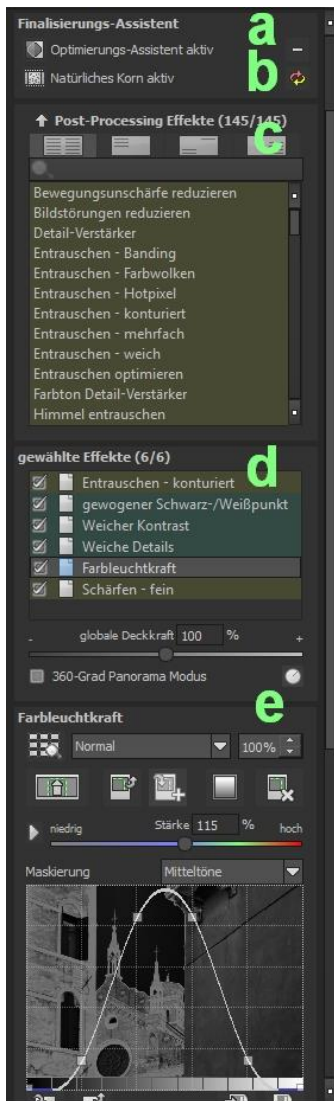 Finalisierungs-Assistent
a
Optimierungs-Assistent aktiv
b
Natürliches Korn aktiv
Post-Processing Effekte (145/145)
c
Bewegungsunschärfe reduzieren
Bildstörungen reduzieren
Detail-Verstärker
Entrauschen - Banding
Entrauschen - Farbwolken
Entrauschen - Hotpixel
Entrauschen - konturiert
Entrauschen - mehrfach
Entrauschen - weich
Entrauschen optimieren
Farbton Detail-Verstärker
Himmel entrauschen
gewählte Effekte (6/6)
d
Entrauschen - konturiert
gewogener Schwarz-/Weißpunkt
Weicher Kontrast
Weiche Details
Farbleuchtkraft
Schärfen - fein
- globale Deckkraft 100 % +
360-Grad Panorama Modus
e
Farbleuchtkraft
Normal 100%
niedrig Stärke 115 % hoch
Maskierung Mitteltöne